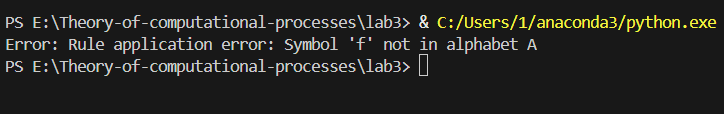 PS E:\Theory-of-computational-processes\lab3> & C:/Users/1/anaconda3/python.exe
Error: Rule application error: Symbol 'f' not in alphabet A
PS E:\Theory-of-computational-processes\lab3>